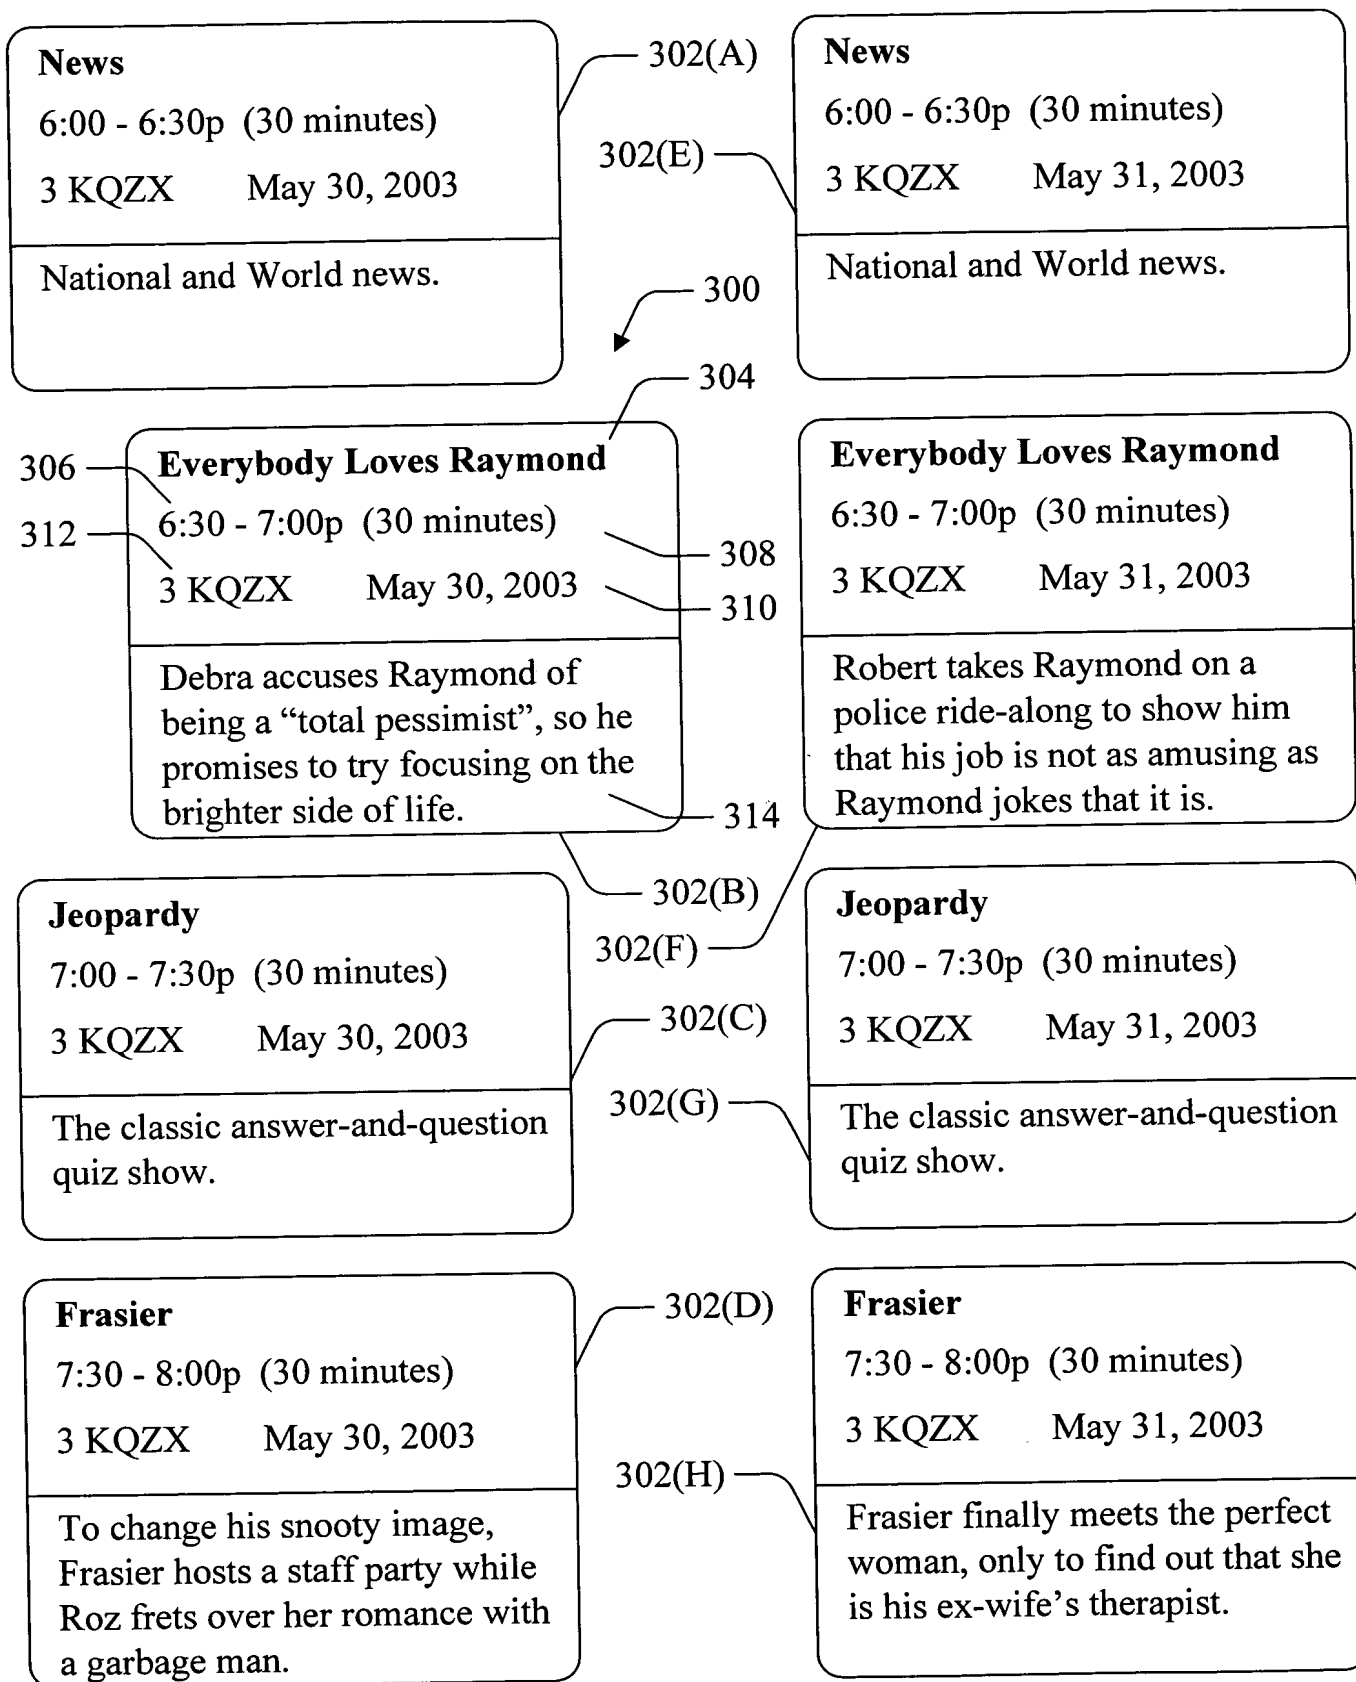 News
6:00 - 6:30p (30 minutes)
3 KQZX May 30, 2003
National and World news.
302(A)
302(E)
News
6:00 - 6:30p (30 minutes)
3 KQZX May 31, 2003
National and World news.
300
304
306
312
Everybody Loves Raymond
6:30 - 7:00p (30 minutes)
3 KQZX May 30, 2003
Debra accuses Raymond of
being a “total pessimist”, so he
promises to try focusing on the
brighter side of life.
308
310
314
302(B)
302(F)
Everybody Loves Raymond
6:30 - 7:00p (30 minutes)
3 KQZX May 31, 2003
Robert takes Raymond on a
police ride-along to show him
that his job is not as amusing as
Raymond jokes that it is.
Jeopardy
7:00 - 7:30p (30 minutes)
3 KQZX May 30, 2003
The classic answer-and-question
quiz show.
302(C)
302(G)
Jeopardy
7:00 - 7:30p (30 minutes)
3 KQZX May 31, 2003
The classic answer-and-question
quiz show.
Frasier
7:30 - 8:00p (30 minutes)
3 KQZX May 30, 2003
To change his snooty image,
Frasier hosts a staff party while
Roz frets over her romance with
a garbage man.
302(D)
302(H)
Frasier
7:30 - 8:00p (30 minutes)
3 KQZX May 31, 2003
Frasier finally meets the perfect
woman, only to find out that she
is his ex-wife’s therapist.